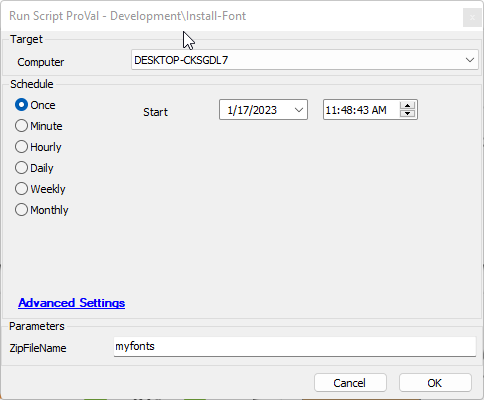 Run Script ProVal - Development\Install-Font
Target
Computer DESKTOP-CKSGDL7
Schedule
Once Start 1/17/2023 11:48:43 AM
Minute
Hourly
Daily
Weekly
Monthly
Advanced Settings
Parameters
ZipFileName myfonts
Cancel OK